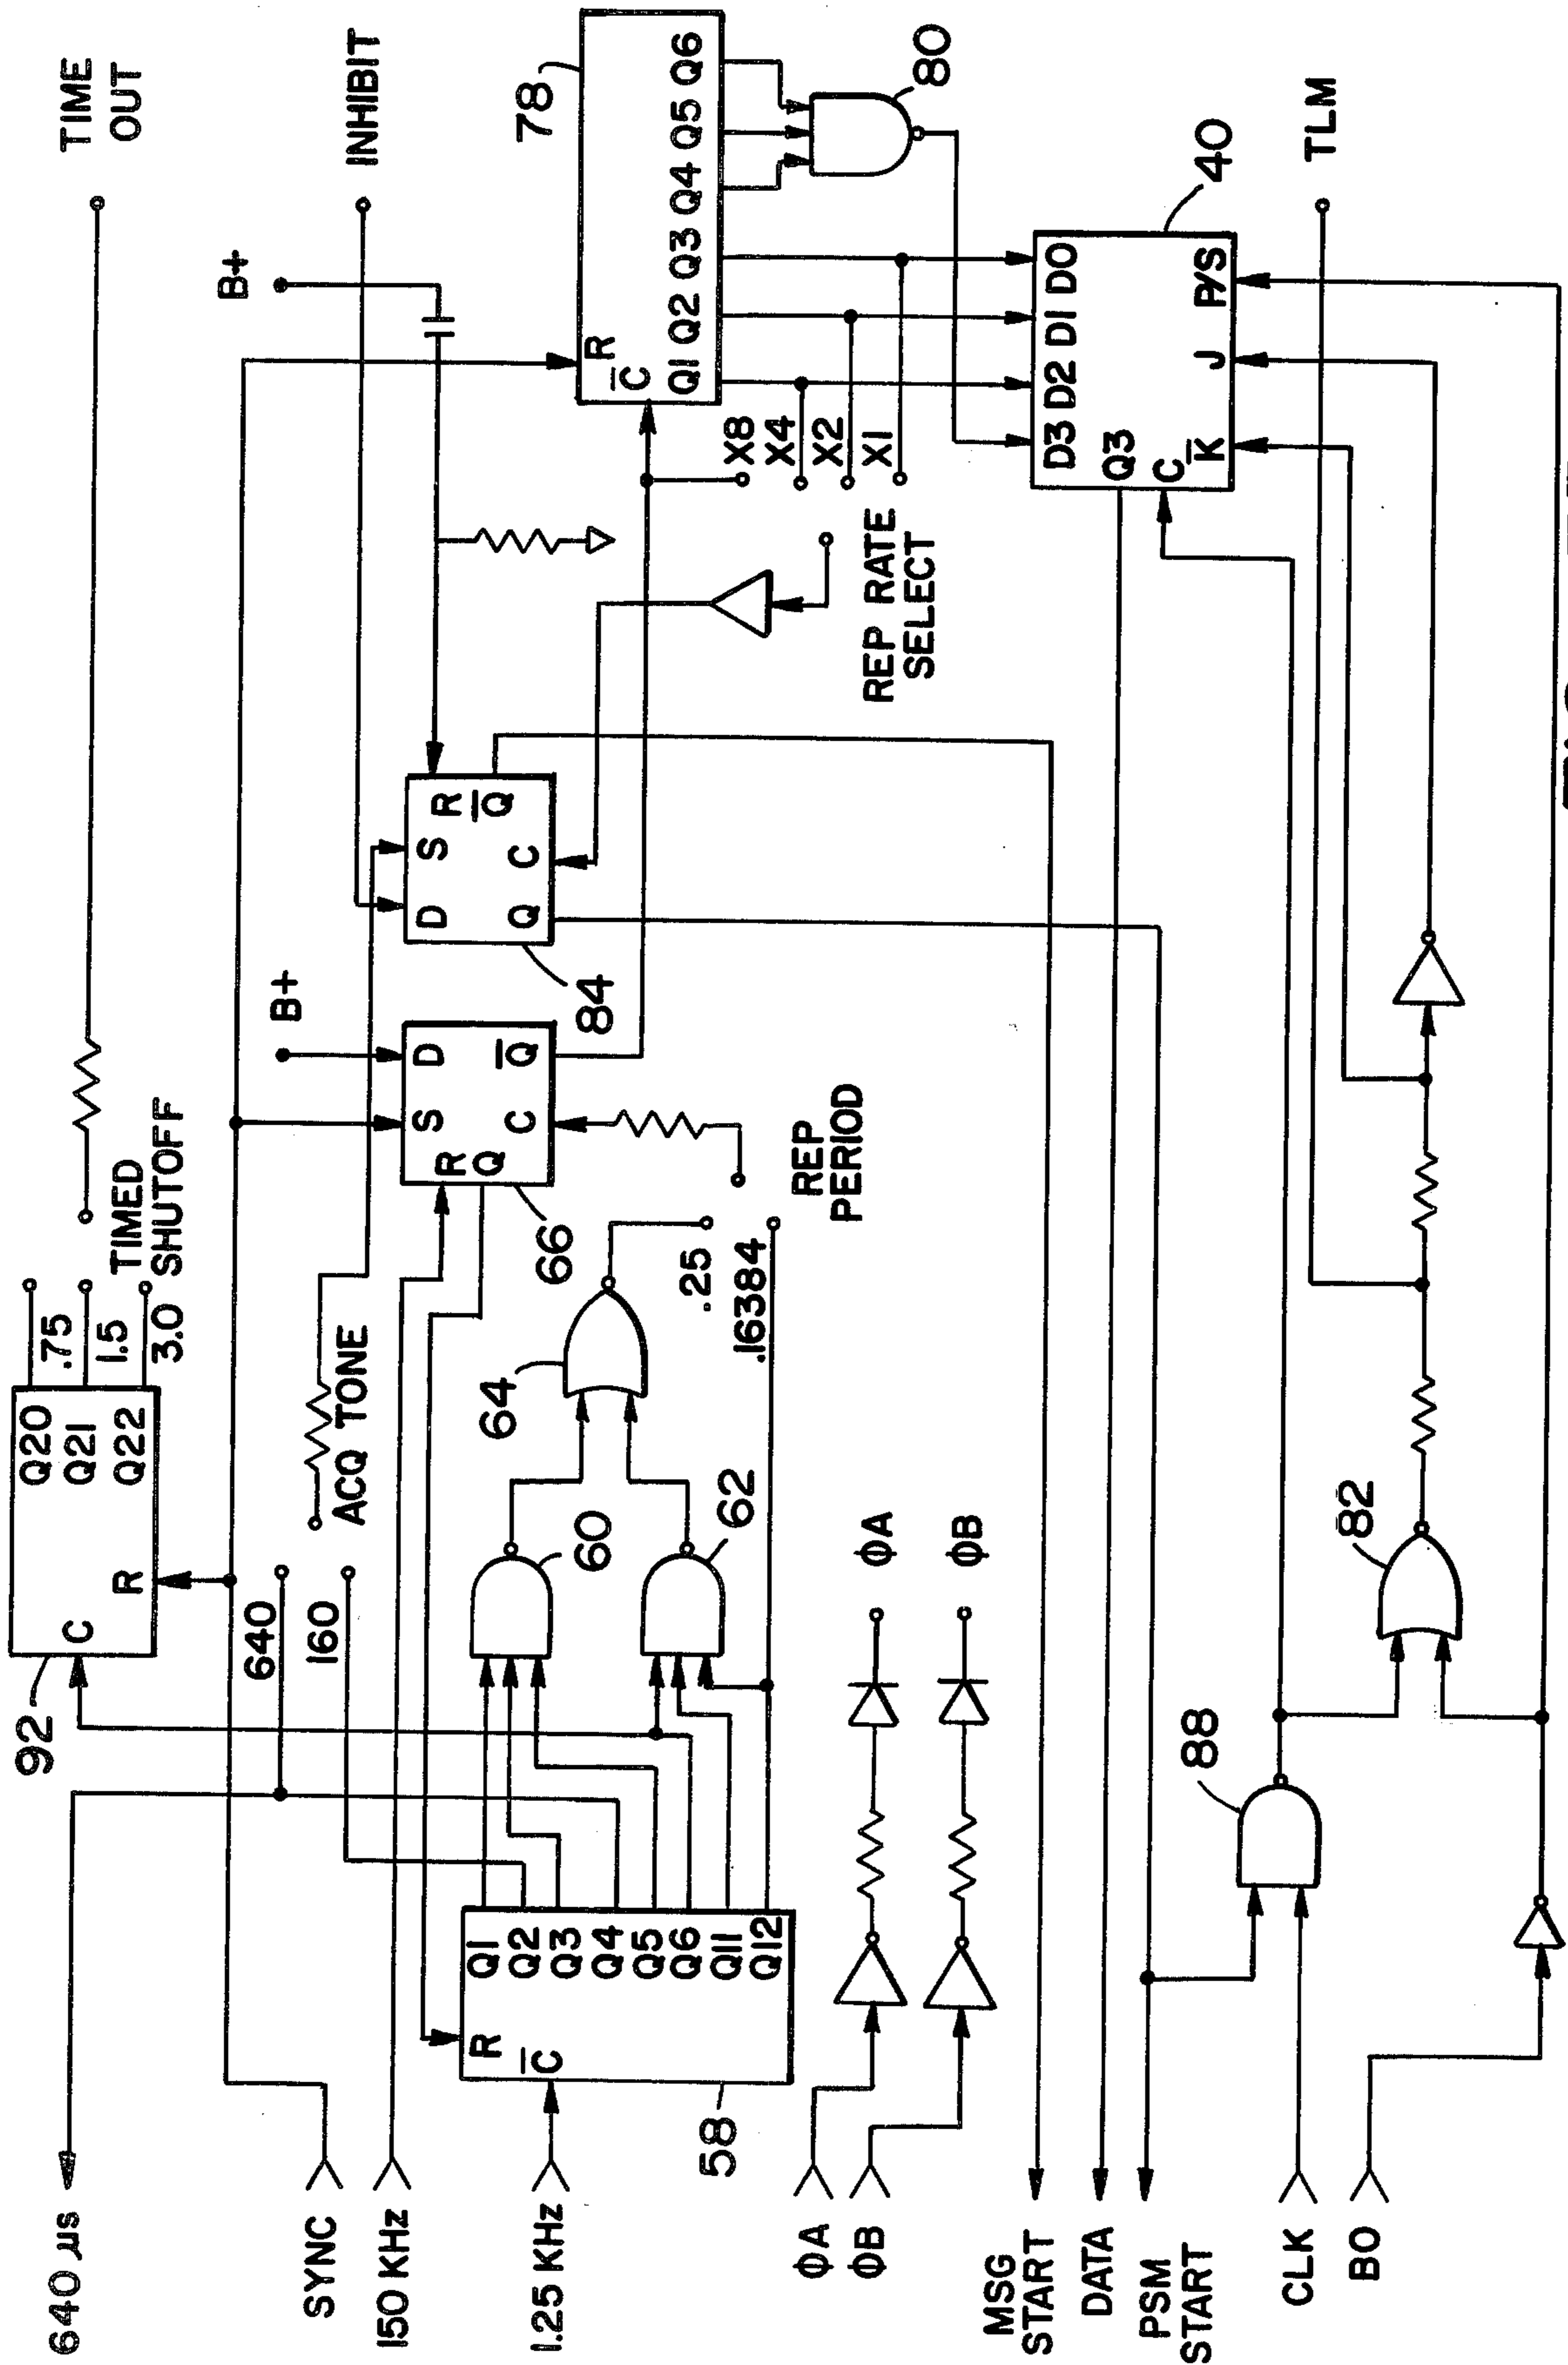 TIME
OUT
INHIBIT
B+
78
R
C
Q1 Q2 Q3 Q4 Q5 Q6
80
X8
X4
X2
X1
REP RATE
SELECT
D3 D2 D1 D0
Q3
C
K J P/S
40
TLM
92
C
R
Q20
Q21
Q22
.75
1.5
3.0
TIMED
SHUTOFF
B+
640
160
ACQ TONE
D S R
Q C Q
84
R S D
Q C Q
66
REP
PERIOD
.25
.16384
64
60
62
R
C
Q1
Q2
Q3
Q4
Q5
Q6
Q11
Q12
58
ΦA
ΦB
88
82
640 µs
SYNC
150 KHz
1.25 KHz
ΦA
ΦB
MSG
START
DATA
PSM
START
CLK
BO